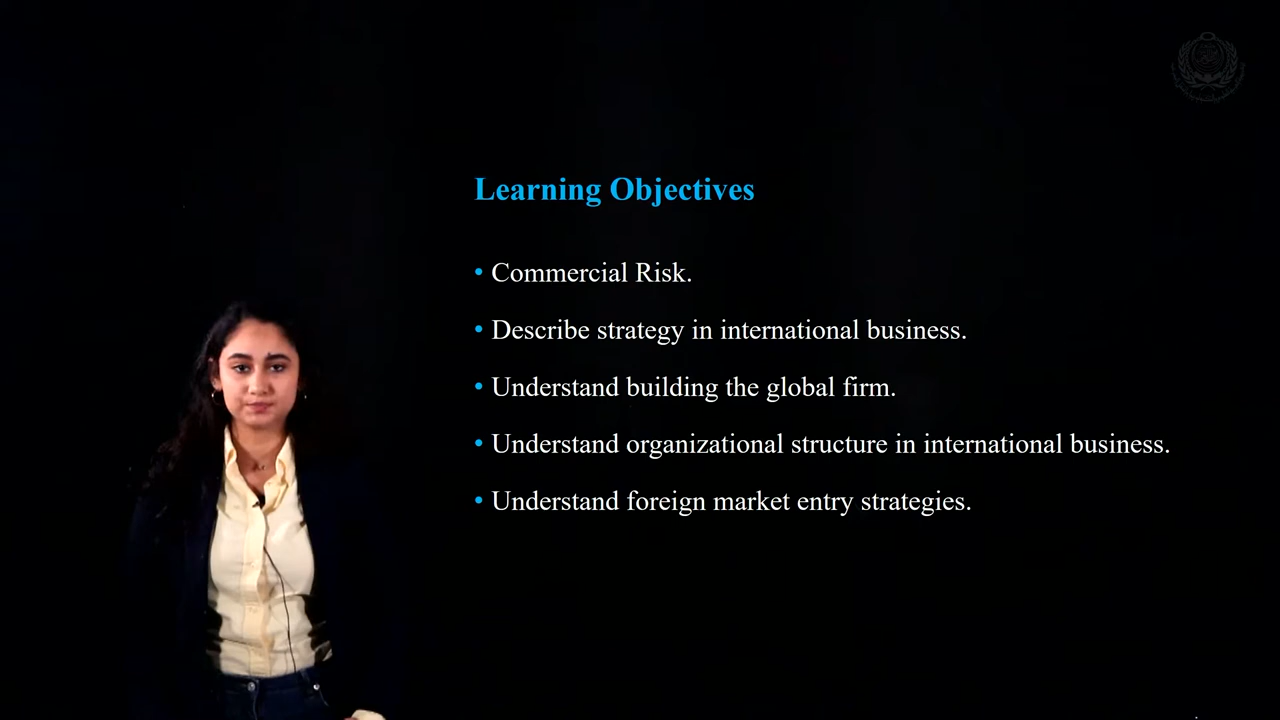 Learning Objectives
• Commercial Risk.
• Describe strategy in international business.
• Understand building the global firm.
• Understand organizational structure in international business.
• Understand foreign market entry strategies.